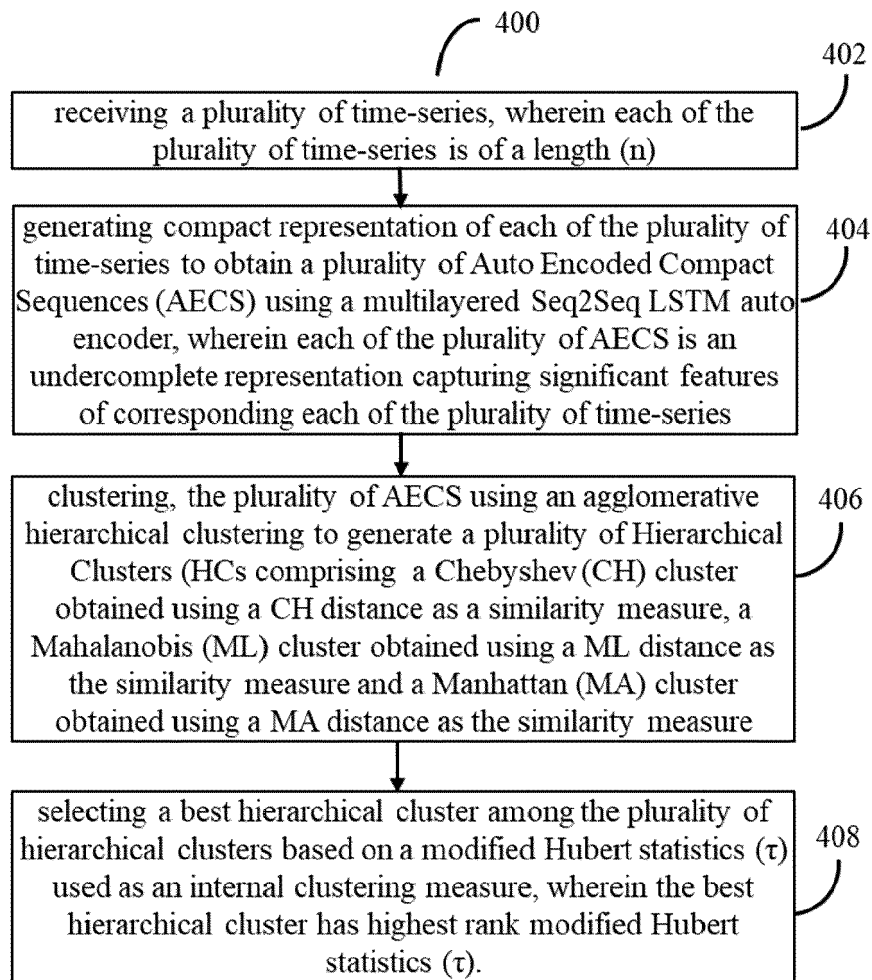 400
402
receiving a plurality of time-series, wherein each of the
plurality of time-series is of a length (n)
404
generating compact representation of each of the plurality of
time-series to obtain a plurality of Auto Encoded Compact
Sequences (AECS) using a multilayered Seq2Seq LSTM auto
encoder, wherein each of the plurality of AECS is an
undercomplete representation capturing significant features
of corresponding each of the plurality of time-series
406
clustering, the plurality of AECS using an agglomerative
hierarchical clustering to generate a plurality of Hierarchical
Clusters (HCs comprising a Chebyshev (CH) cluster
obtained using a CH distance as a similarity measure, a
Mahalanobis (ML) cluster obtained using a ML distance as
the similarity measure and a Manhattan (MA) cluster
obtained using a MA distance as the similarity measure
408
selecting a best hierarchical cluster among the plurality of
hierarchical clusters based on a modified Hubert statistics (τ)
used as an internal clustering measure, wherein the best
hierarchical cluster has highest rank modified Hubert
statistics (τ).